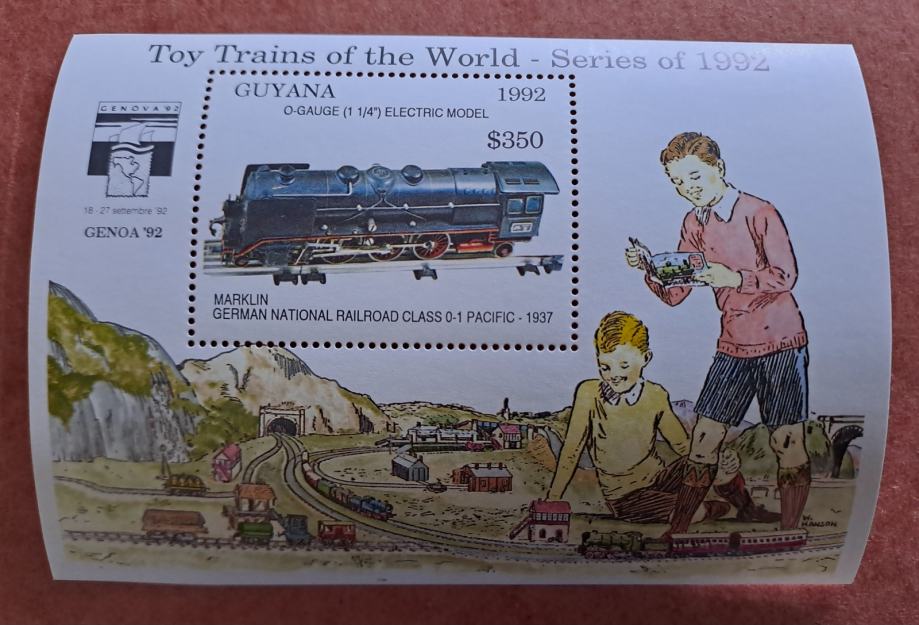 Toy Trains of the World - Series of 1992
GENOVA '92
18 - 27 settembre '92
GENOA '92
GUYANA 1992
O-GAUGE (1 1/4") ELECTRIC MODEL
$350
MARKLIN
GERMAN NATIONAL RAILROAD CLASS 0-1 PACIFIC - 1937
W.
HANSON